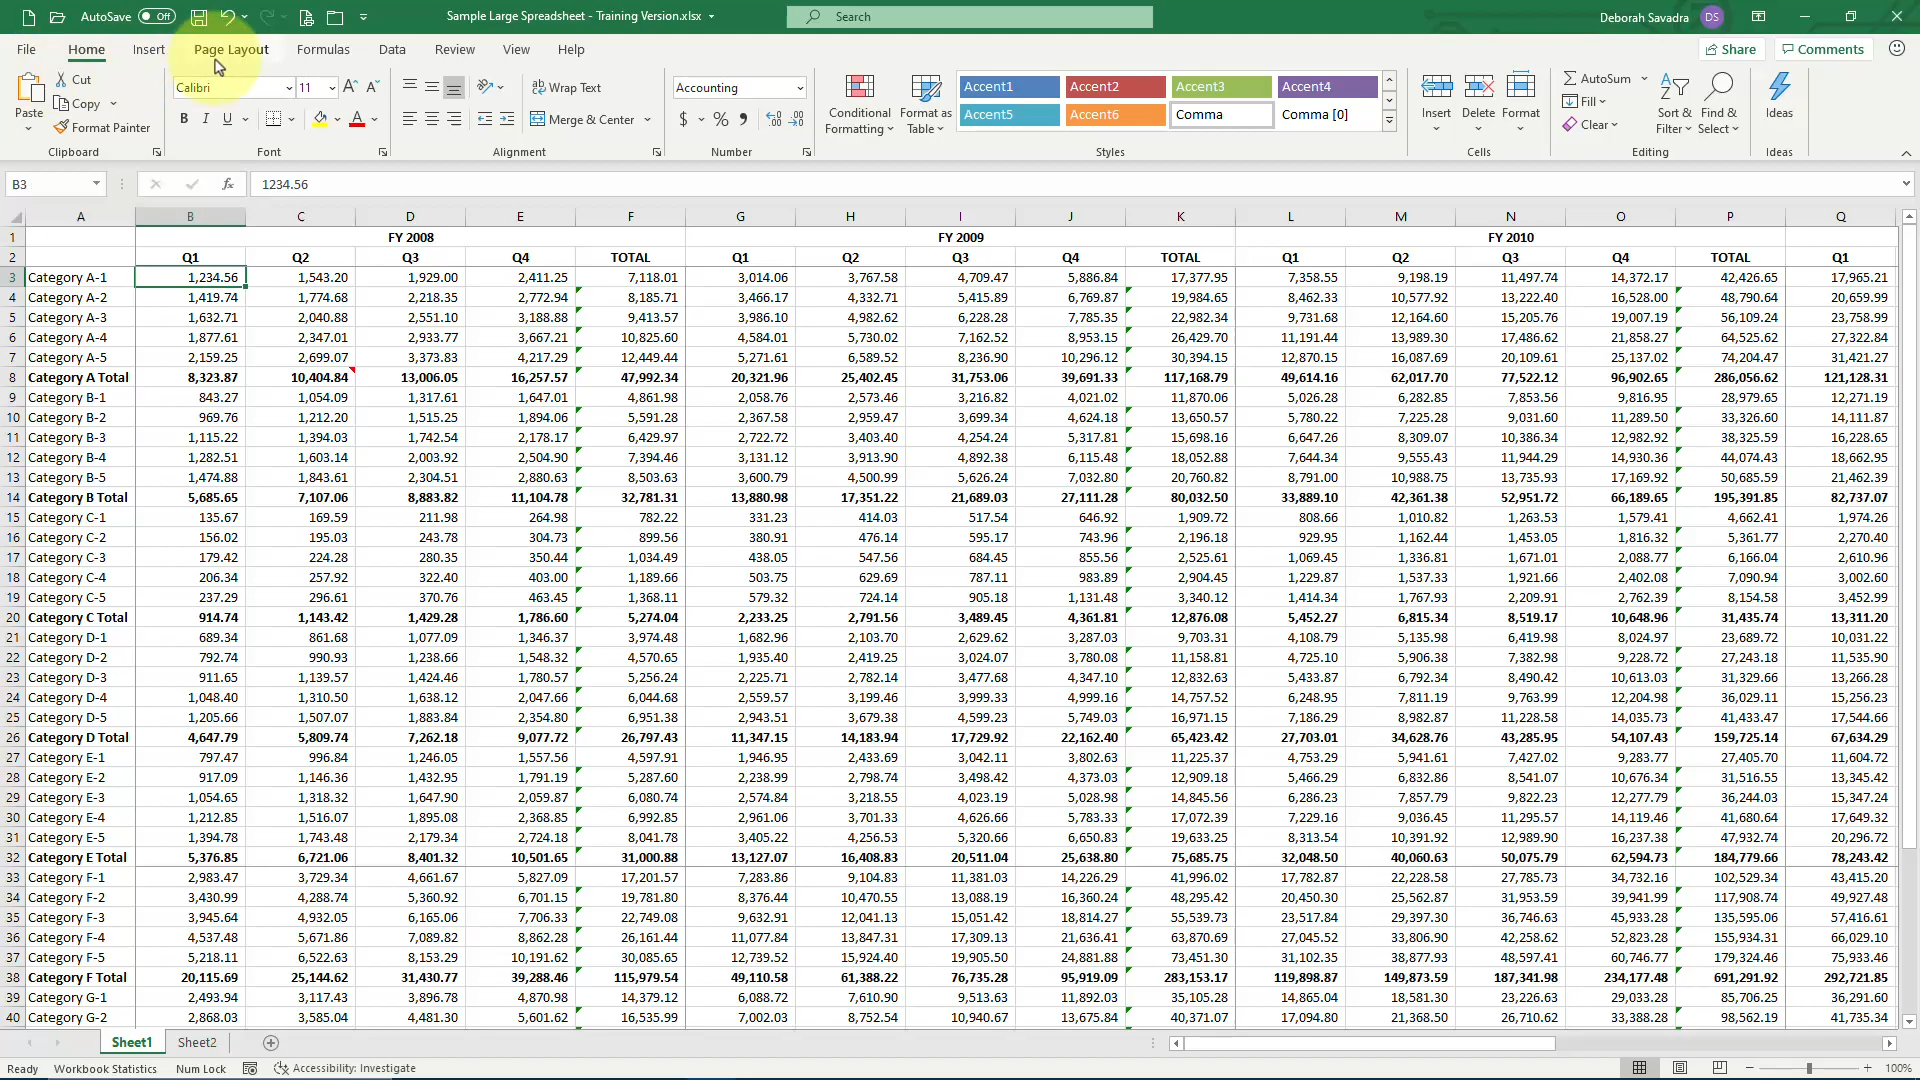 AutoSave Off Sample Large Spreadsheet - Training Version.xlsx Search Deborah Savadra DS
File Home Insert Page Layout Formulas Data Review View Help Share Comments
Cut
Copy
Format Painter
Paste
Clipboard
Calibri 11
B I U
Font
Wrap Text
Merge & Center
Alignment
Accounting
$ % 9
Number
Conditional Formatting
Format as Table
Accent1 Accent2 Accent3 Accent4
Accent5 Accent6 Comma Comma [0]
Styles
Insert Delete Format
Cells
AutoSum
Fill
Clear
Sort & Filter
Find & Select
Editing
Ideas
Ideas
B3 fx 1234.56
A B C D E F G H I J K L M N O P Q
1 FY 2008 FY 2009 FY 2010
2 Q1 Q2 Q3 Q4 TOTAL Q1 Q2 Q3 Q4 TOTAL Q1 Q2 Q3 Q4 TOTAL Q1
3 Category A-1 1,234.56 1,543.20 1,929.00 2,411.25 7,118.01 3,014.06 3,767.58 4,709.47 5,886.84 17,377.95 7,358.55 9,198.19 11,497.74 14,372.17 42,426.65 17,965.21
4 Category A-2 1,419.74 1,774.68 2,218.35 2,772.94 8,185.71 3,466.17 4,332.71 5,415.89 6,769.87 19,984.65 8,462.33 10,577.92 13,222.40 16,528.00 48,790.64 20,659.99
5 Category A-3 1,632.71 2,040.88 2,551.10 3,188.88 9,413.57 3,986.10 4,982.62 6,228.28 7,785.35 22,982.34 9,731.68 12,164.60 15,205.76 19,007.19 56,109.24 23,758.99
6 Category A-4 1,877.61 2,347.01 2,933.77 3,667.21 10,825.60 4,584.01 5,730.02 7,162.52 8,953.15 26,429.70 11,191.44 13,989.30 17,486.62 21,858.27 64,525.62 27,322.84
7 Category A-5 2,159.25 2,699.07 3,373.83 4,217.29 12,449.44 5,271.61 6,589.52 8,236.90 10,296.12 30,394.15 12,870.15 16,087.69 20,109.61 25,137.02 74,204.47 31,421.27
8 Category A Total 8,323.87 10,404.84 13,006.05 16,257.57 47,992.34 20,321.96 25,402.45 31,753.06 39,691.33 117,168.79 49,614.16 62,017.70 77,522.12 96,902.65 286,056.62 121,128.31
9 Category B-1 843.27 1,054.09 1,317.61 1,647.01 4,861.98 2,058.76 2,573.46 3,216.82 4,021.02 11,870.06 5,026.28 6,282.85 7,853.56 9,816.95 28,979.65 12,271.19
10 Category B-2 969.76 1,212.20 1,515.25 1,894.06 5,591.28 2,367.58 2,959.47 3,699.34 4,624.18 13,650.57 5,780.22 7,225.28 9,031.60 11,289.50 33,326.60 14,111.87
11 Category B-3 1,115.22 1,394.03 1,742.54 2,178.17 6,429.97 2,722.72 3,403.40 4,254.24 5,317.81 15,698.16 6,647.26 8,309.07 10,386.34 12,982.92 38,325.59 16,228.65
12 Category B-4 1,282.51 1,603.14 2,003.92 2,504.90 7,394.46 3,131.12 3,913.90 4,892.38 6,115.48 18,052.88 7,644.34 9,555.43 11,944.29 14,930.36 44,074.43 18,662.95
13 Category B-5 1,474.88 1,843.61 2,304.51 2,880.63 8,503.63 3,600.79 4,500.99 5,626.24 7,032.80 20,760.82 8,791.00 10,988.75 13,735.93 17,169.92 50,685.59 21,462.39
14 Category B Total 5,685.65 7,107.06 8,883.82 11,104.78 32,781.31 13,880.98 17,351.22 21,689.03 27,111.28 80,032.50 33,889.10 42,361.38 52,951.72 66,189.65 195,391.85 82,737.07
15 Category C-1 135.67 169.59 211.98 264.98 782.22 331.23 414.03 517.54 646.92 1,909.72 808.66 1,010.82 1,263.53 1,579.41 4,662.41 1,974.26
16 Category C-2 156.02 195.03 243.78 304.73 899.56 380.91 476.14 595.17 743.96 2,196.18 929.95 1,162.44 1,453.05 1,816.32 5,361.77 2,270.40
17 Category C-3 179.42 224.28 280.35 350.44 1,034.49 438.05 547.56 684.45 855.56 2,525.61 1,069.45 1,336.81 1,671.01 2,088.77 6,166.04 2,610.96
18 Category C-4 206.34 257.92 322.40 403.00 1,189.66 503.75 629.69 787.11 983.89 2,904.45 1,229.87 1,537.33 1,921.66 2,402.08 7,090.94 3,002.60
19 Category C-5 237.29 296.61 370.76 463.45 1,368.11 579.32 724.14 905.18 1,131.48 3,340.12 1,414.34 1,767.93 2,209.91 2,762.39 8,154.58 3,452.99
20 Category C Total 914.74 1,143.42 1,429.28 1,786.60 5,274.04 2,233.25 2,791.56 3,489.45 4,361.81 12,876.08 5,452.27 6,815.34 8,519.17 10,648.96 31,435.74 13,311.20
21 Category D-1 689.34 861.68 1,077.09 1,346.37 3,974.48 1,682.96 2,103.70 2,629.62 3,287.03 9,703.31 4,108.79 5,135.98 6,419.98 8,024.97 23,689.72 10,031.22
22 Category D-2 792.74 990.93 1,238.66 1,548.32 4,570.65 1,935.40 2,419.25 3,024.07 3,780.08 11,158.81 4,725.10 5,906.38 7,382.98 9,228.72 27,243.18 11,535.90
23 Category D-3 911.65 1,139.57 1,424.46 1,780.57 5,256.24 2,225.71 2,782.14 3,477.68 4,347.10 12,832.63 5,433.87 6,792.34 8,490.42 10,613.03 31,329.66 13,266.28
24 Category D-4 1,048.40 1,310.50 1,638.12 2,047.66 6,044.68 2,559.57 3,199.46 3,999.33 4,999.16 14,757.52 6,248.95 7,811.19 9,763.99 12,204.98 36,029.11 15,256.23
25 Category D-5 1,205.66 1,507.07 1,883.84 2,354.80 6,951.38 2,943.51 3,679.38 4,599.23 5,749.03 16,971.15 7,186.29 8,982.87 11,228.58 14,035.73 41,433.47 17,544.66
26 Category D Total 4,647.79 5,809.74 7,262.18 9,077.72 26,797.43 11,347.15 14,183.94 17,729.92 22,162.40 65,423.42 27,703.01 34,628.76 43,285.95 54,107.43 159,725.14 67,634.29
27 Category E-1 797.47 996.84 1,246.05 1,557.56 4,597.91 1,946.95 2,433.69 3,042.11 3,802.63 11,225.37 4,753.29 5,941.61 7,427.02 9,283.77 27,405.70 11,604.72
28 Category E-2 917.09 1,146.36 1,432.95 1,791.19 5,287.60 2,238.99 2,798.74 3,498.42 4,373.03 12,909.18 5,466.29 6,832.86 8,541.07 10,676.34 31,516.55 13,345.42
29 Category E-3 1,054.65 1,318.32 1,647.90 2,059.87 6,080.74 2,574.84 3,218.55 4,023.19 5,028.98 14,845.56 6,286.23 7,857.79 9,822.23 12,277.79 36,244.03 15,347.24
30 Category E-4 1,212.85 1,516.07 1,895.08 2,368.85 6,992.85 2,961.06 3,701.33 4,626.66 5,783.33 17,072.39 7,229.16 9,036.45 11,295.57 14,119.46 41,680.64 17,649.32
31 Category E-5 1,394.78 1,743.48 2,179.34 2,724.18 8,041.78 3,405.22 4,256.53 5,320.66 6,650.83 19,633.25 8,313.54 10,391.92 12,989.90 16,237.38 47,932.74 20,296.72
32 Category E Total 5,376.85 6,721.06 8,401.32 10,501.65 31,000.88 13,127.07 16,408.83 20,511.04 25,638.80 75,685.75 32,048.50 40,060.63 50,075.79 62,594.73 184,779.66 78,243.42
33 Category F-1 2,983.47 3,729.34 4,661.67 5,827.09 17,201.57 7,283.86 9,104.83 11,381.03 14,226.29 41,996.02 17,782.87 22,228.58 27,785.73 34,732.16 102,529.34 43,415.20
34 Category F-2 3,430.99 4,288.74 5,360.92 6,701.15 19,781.80 8,376.44 10,470.55 13,088.19 16,360.24 48,295.42 20,450.30 25,562.87 31,953.59 39,941.99 117,908.74 49,927.48
35 Category F-3 3,945.64 4,932.05 6,165.06 7,706.33 22,749.08 9,632.91 12,041.13 15,051.42 18,814.27 55,539.73 23,517.84 29,397.30 36,746.63 45,933.28 135,595.06 57,416.61
36 Category F-4 4,537.48 5,671.86 7,089.82 8,862.28 26,161.44 11,077.84 13,847.31 17,309.13 21,636.41 63,870.69 27,045.52 33,806.90 42,258.62 52,823.28 155,934.31 66,029.10
37 Category F-5 5,218.11 6,522.63 8,153.29 10,191.62 30,085.65 12,739.52 15,924.40 19,905.50 24,881.88 73,451.30 31,102.35 38,877.93 48,597.41 60,746.77 179,324.46 75,933.46
38 Category F Total 20,115.69 25,144.62 31,430.77 39,288.46 115,979.54 49,110.58 61,388.22 76,735.28 95,919.09 283,153.17 119,898.87 149,873.59 187,341.98 234,177.48 691,291.92 292,721.85
39 Category G-1 2,493.94 3,117.43 3,896.78 4,870.98 14,379.12 6,088.72 7,610.90 9,513.63 11,892.03 35,105.28 14,865.04 18,581.30 23,226.63 29,033.28 85,706.25 36,291.60
40 Category G-2 2,868.03 3,585.04 4,481.30 5,601.62 16,535.99 7,002.03 8,752.54 10,940.67 13,675.84 40,371.07 17,094.80 21,368.50 26,710.62 33,388.28 98,562.19 41,735.34
Sheet1 Sheet2
Ready Workbook Statistics Num Lock Accessibility: Investigate 100%